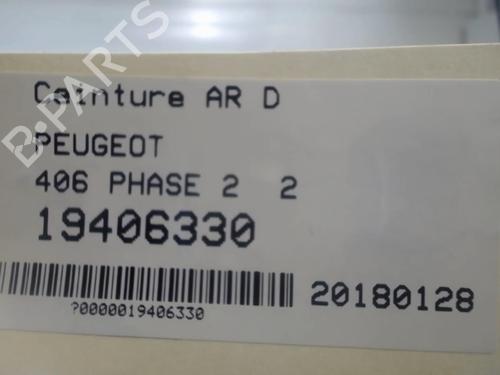 B-PARTS
Ceinture AR D
PEUGEOT
406 PHASE 2 2
19406330
20180128
?0000019406330